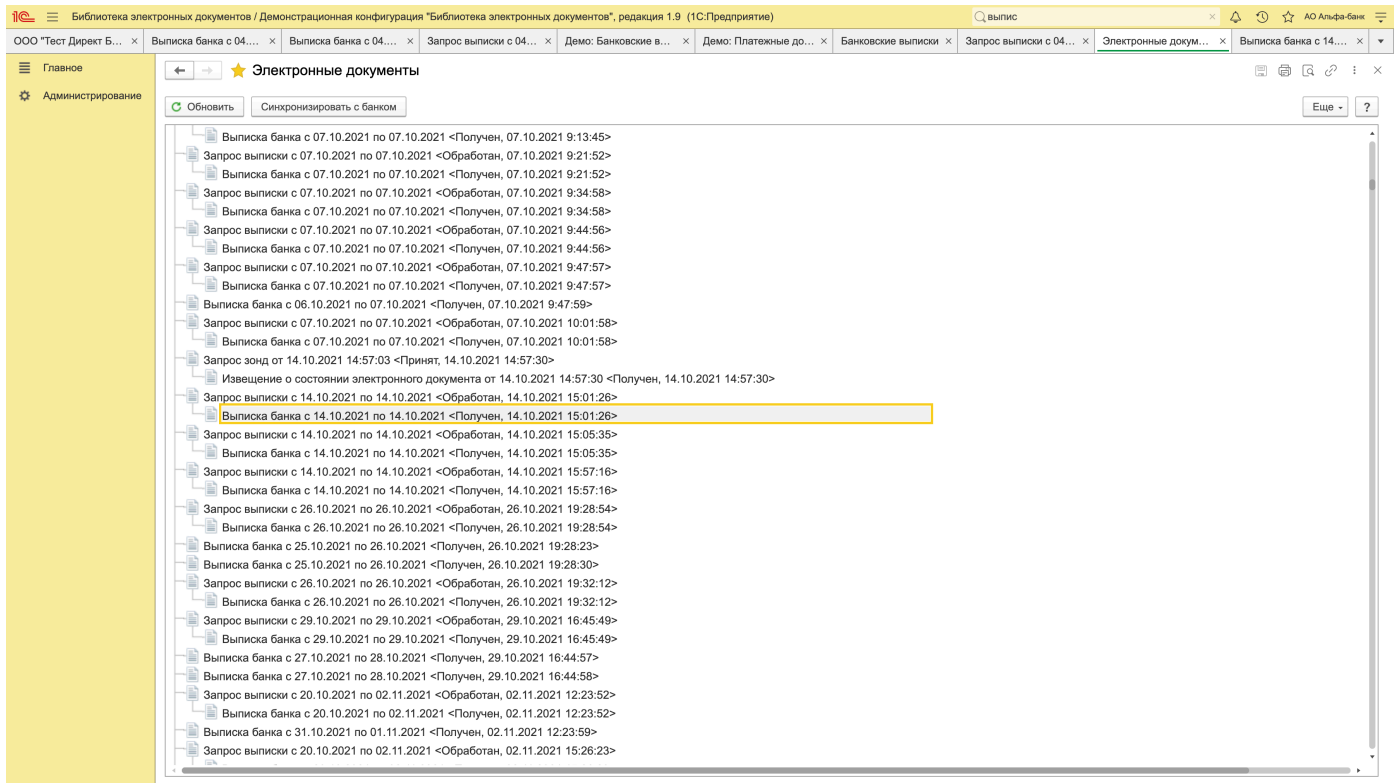 1С Библиотека электронных документов / Демонстрационная конфигурация "Библиотека электронных документов", редакция 1.9 (1С:Предприятие) выпис АО Альфа-банк
ООО "Тест Директ Б... Выписка банка с 04.... Выписка банка с 04.... Запрос выписки с 04... Демо: Банковские в... Демо: Платежные до... Банковские выписки Запрос выписки с 04... Электронные докум... Выписка банка с 14....
Главное
Администрирование
Электронные документы
Обновить Синхронизировать с банком Еще ?
Выписка банка с 07.10.2021 по 07.10.2021 <Получен, 07.10.2021 9:13:45>
Запрос выписки с 07.10.2021 по 07.10.2021 <Обработан, 07.10.2021 9:21:52>
Выписка банка с 07.10.2021 по 07.10.2021 <Получен, 07.10.2021 9:21:52>
Запрос выписки с 07.10.2021 по 07.10.2021 <Обработан, 07.10.2021 9:34:58>
Выписка банка с 07.10.2021 по 07.10.2021 <Получен, 07.10.2021 9:34:58>
Запрос выписки с 07.10.2021 по 07.10.2021 <Обработан, 07.10.2021 9:44:56>
Выписка банка с 07.10.2021 по 07.10.2021 <Получен, 07.10.2021 9:44:56>
Запрос выписки с 07.10.2021 по 07.10.2021 <Обработан, 07.10.2021 9:47:57>
Выписка банка с 07.10.2021 по 07.10.2021 <Получен, 07.10.2021 9:47:57>
Выписка банка с 06.10.2021 по 07.10.2021 <Получен, 07.10.2021 9:47:59>
Запрос выписки с 07.10.2021 по 07.10.2021 <Обработан, 07.10.2021 10:01:58>
Выписка банка с 07.10.2021 по 07.10.2021 <Получен, 07.10.2021 10:01:58>
Запрос зонд от 14.10.2021 14:57:03 <Принят, 14.10.2021 14:57:30>
Извещение о состоянии электронного документа от 14.10.2021 14:57:30 <Получен, 14.10.2021 14:57:30>
Запрос выписки с 14.10.2021 по 14.10.2021 <Обработан, 14.10.2021 15:01:26>
Выписка банка с 14.10.2021 по 14.10.2021 <Получен, 14.10.2021 15:01:26>
Запрос выписки с 14.10.2021 по 14.10.2021 <Обработан, 14.10.2021 15:05:35>
Выписка банка с 14.10.2021 по 14.10.2021 <Получен, 14.10.2021 15:05:35>
Запрос выписки с 14.10.2021 по 14.10.2021 <Обработан, 14.10.2021 15:57:16>
Выписка банка с 14.10.2021 по 14.10.2021 <Получен, 14.10.2021 15:57:16>
Запрос выписки с 26.10.2021 по 26.10.2021 <Обработан, 26.10.2021 19:28:54>
Выписка банка с 26.10.2021 по 26.10.2021 <Получен, 26.10.2021 19:28:54>
Выписка банка с 25.10.2021 по 26.10.2021 <Получен, 26.10.2021 19:28:23>
Выписка банка с 25.10.2021 по 26.10.2021 <Получен, 26.10.2021 19:28:30>
Запрос выписки с 26.10.2021 по 26.10.2021 <Обработан, 26.10.2021 19:32:12>
Выписка банка с 26.10.2021 по 26.10.2021 <Получен, 26.10.2021 19:32:12>
Запрос выписки с 29.10.2021 по 29.10.2021 <Обработан, 29.10.2021 16:45:49>
Выписка банка с 29.10.2021 по 29.10.2021 <Получен, 29.10.2021 16:45:49>
Выписка банка с 27.10.2021 по 28.10.2021 <Получен, 29.10.2021 16:44:57>
Выписка банка с 27.10.2021 по 28.10.2021 <Получен, 29.10.2021 16:44:58>
Запрос выписки с 20.10.2021 по 02.11.2021 <Обработан, 02.11.2021 12:23:52>
Выписка банка с 20.10.2021 по 02.11.2021 <Получен, 02.11.2021 12:23:52>
Выписка банка с 31.10.2021 по 01.11.2021 <Получен, 02.11.2021 12:23:59>
Запрос выписки с 20.10.2021 по 02.11.2021 <Обработан, 02.11.2021 15:26:23>